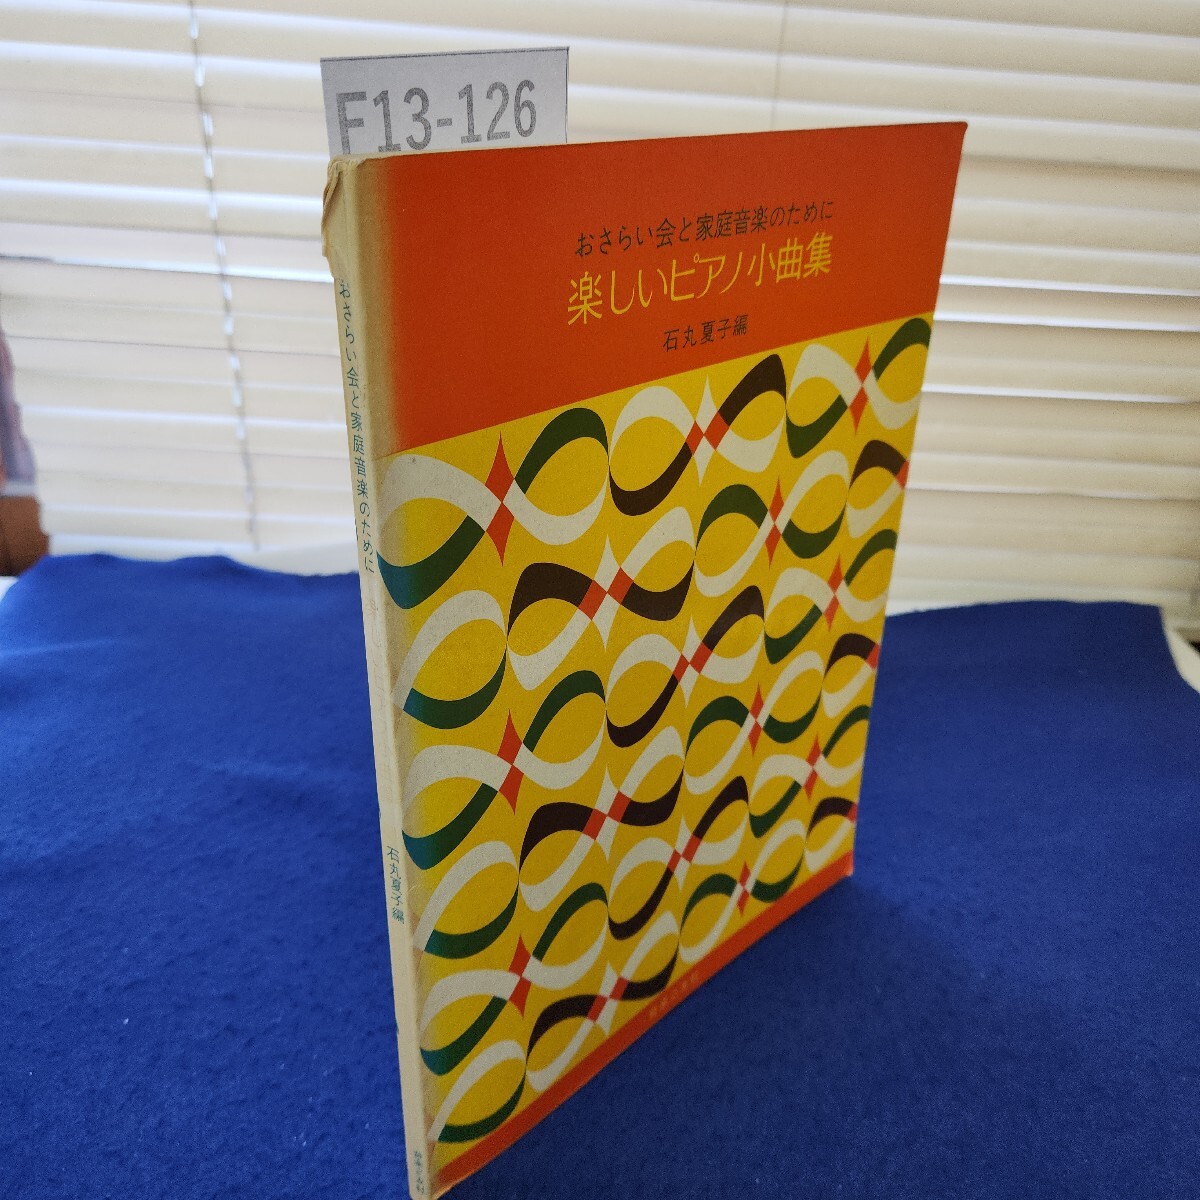 F13-126
おさらい会と家庭音楽のために
楽しいピアノ小曲集
石丸夏子編
おさらい会と家庭音楽のために
石丸夏子編